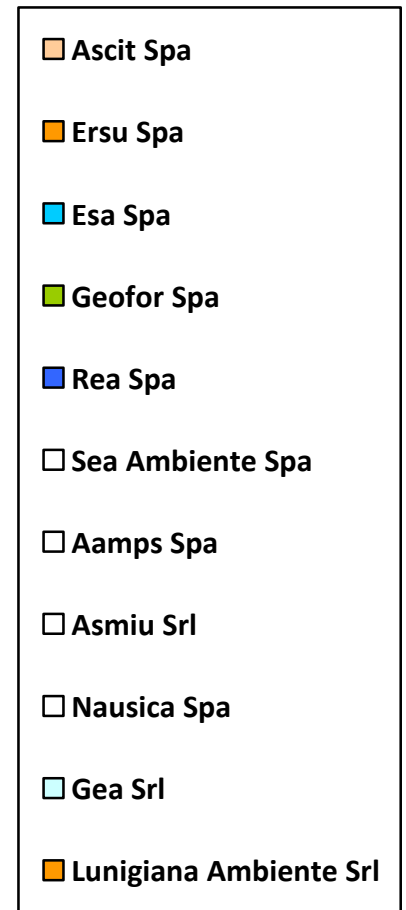 Ascit Spa
Ersu Spa
Esa Spa
Geofor Spa
Rea Spa
Sea Ambiente Spa
Aamps Spa
Asmiu Srl
Nausica Spa
Gea Srl
Lunigiana Ambiente Srl